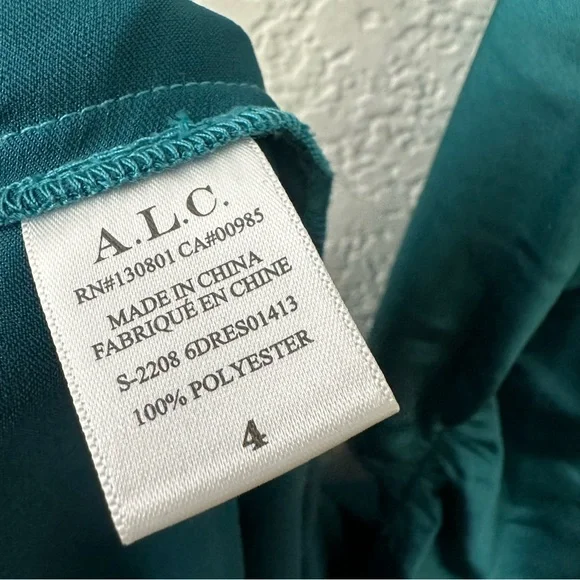 A.L.C.
RN#130801 CA#00985
MADE IN CHINA
FABRIQUÉ EN CHINE
S-2208 6DRES01413
100% POLYESTER
4